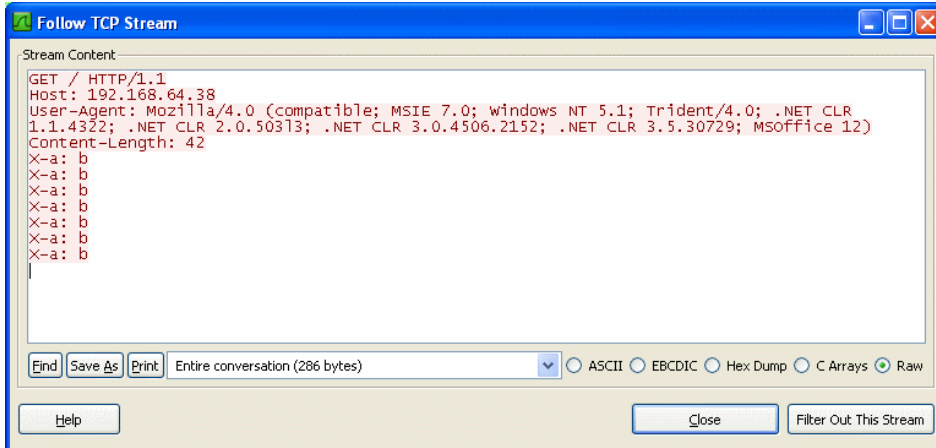 Follow TCP Stream
Stream Content
GET / HTTP/1.1
Host: 192.168.64.38
User-Agent: Mozilla/4.0 (compatible; MSIE 7.0; Windows NT 5.1; Trident/4.0; .NET CLR
1.1.4322; .NET CLR 2.0.50313; .NET CLR 3.0.4506.2152; .NET CLR 3.5.30729; MSOffice 12)
Content-Length: 42
X-a: b
X-a: b
X-a: b
X-a: b
X-a: b
X-a: b
X-a: b
Find Save As Print Entire conversation (286 bytes) ASCII EBCDIC Hex Dump C Arrays Raw
Help Close Filter Out This Stream